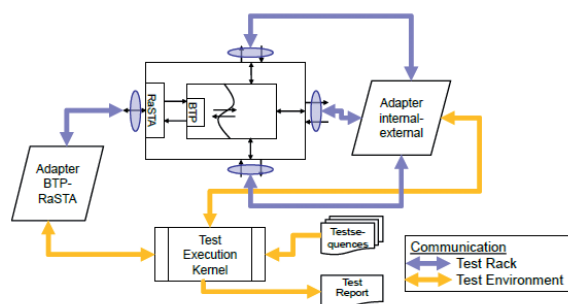 RaSTA
BTP
Adapter
internal-
external
Adapter
BTP-
RaSTA
Test
Execution
Kernel
Testse-
quences
Test
Report
Communication
Test Rack
Test Environment